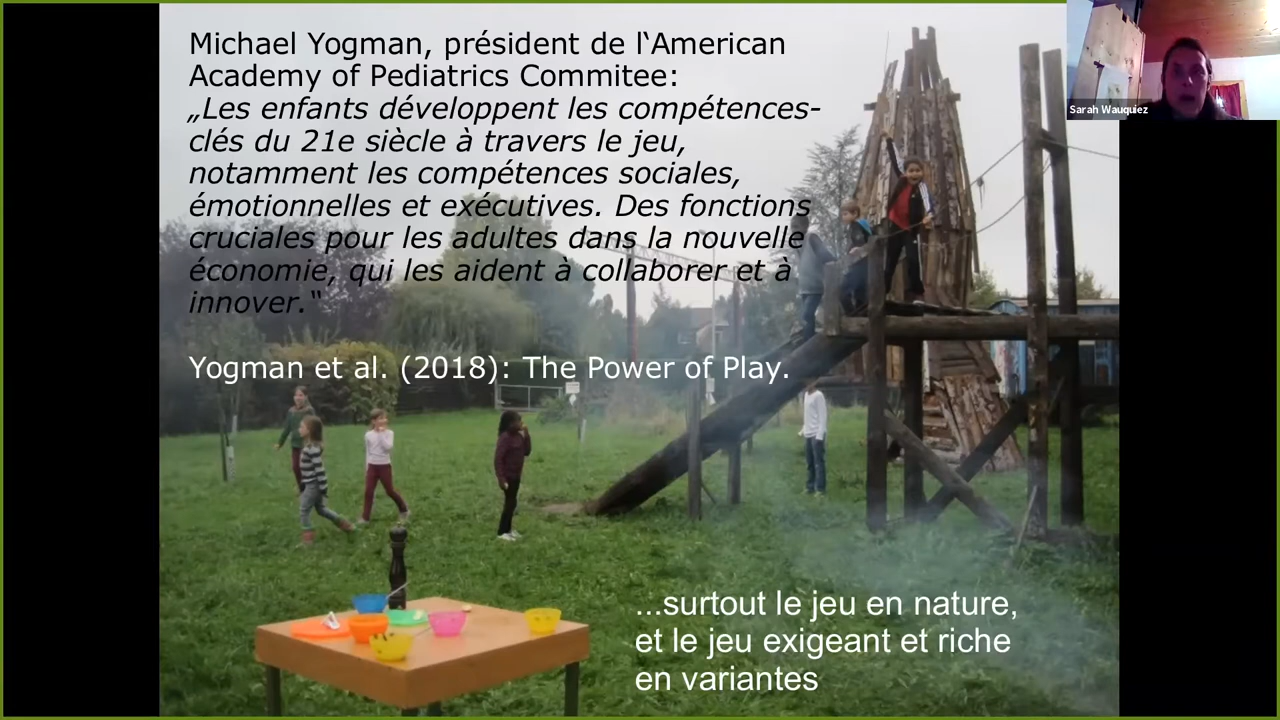 Michael Yogman, président de l‘American
Academy of Pediatrics Commitee:
„Les enfants développent les compétences-
clés du 21e siècle à travers le jeu,
notamment les compétences sociales,
émotionnelles et exécutives. Des fonctions
cruciales pour les adultes dans la nouvelle
économie, qui les aident à collaborer et à
innover.“
Yogman et al. (2018): The Power of Play.
...surtout le jeu en nature,
et le jeu exigeant et riche
en variantes
Sarah Wauquiez